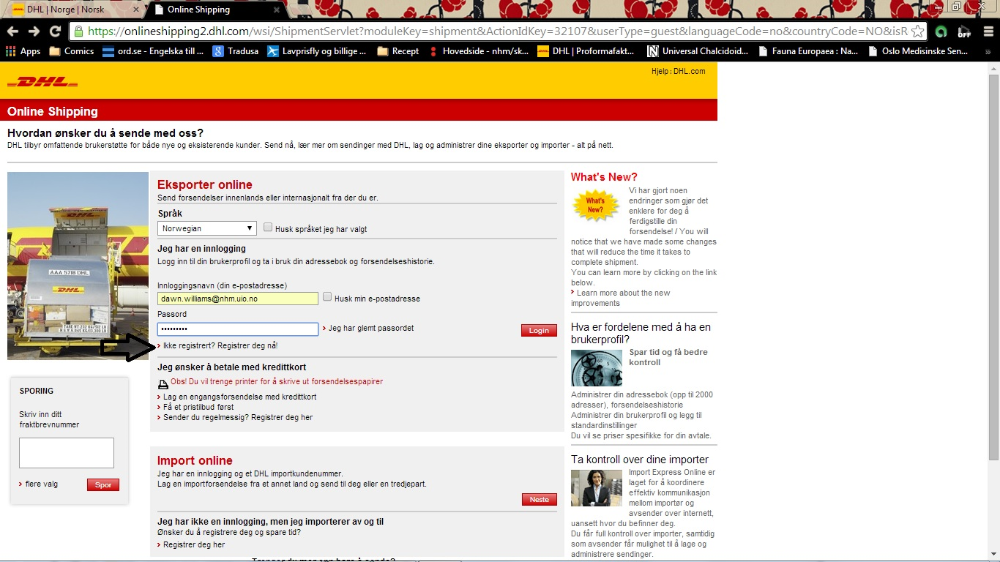 DHL | Norge | Norsk
Online Shipping
https://onlineshipping2.dhl.com/wsi/ShipmentServlet?moduleKey=shipment&ActionIdKey=32107&userType=guest&languageCode=no&countryCode=NO&isR
OFF
Apps
Comics
ord.se - Engelska till ...
Tradusa
Lavprisfly og billige ...
Recept
Hovedside - nhm/sk...
DHL | Proformafakt...
Universal Chalcidoid...
Fauna Europaea : Na...
Oslo Medisinske Sen...
»
DHL
Hjelp : DHL.com
Online Shipping
Hvordan ønsker du å sende med oss?
DHL tilbyr omfattende brukerstøtte for både nye og eksisterende kunder. Send nå, lær mer om sendinger med DHL, lag og administrer dine eksporter og importer - alt på nett.
DHL
AAA 5718 DHL
DHL
TARE WT 232 KG/512 LB
M.G.W 6.045 KG/13.300 LB
SPORING
Skriv inn ditt
fraktbrevnummer
flere valg
Spor
Eksporter online
Send forsendelser innenlands eller internasjonalt fra der du er.
Språk
Norwegian
Husk språket jeg har valgt
Jeg har en innlogging
Logg inn til din brukerprofil og ta i bruk din adressebok og forsendelseshistorie.
Innloggingsnavn (din e-postadresse)
dawn.williams@nhm.uio.no
Husk min e-postadresse
Passord
•••••••••
Jeg har glemt passordet
Login
Ikke registrert? Registrer deg nå!
Jeg ønsker å betale med kredittkort
Obs! Du vil trenge printer for å skrive ut forsendelsespapirer
Lag en engangsforsendelse med kredittkort
Få et pristilbud først
Sender du regelmessig? Registrer deg her
Import online
Jeg har en innlogging og et DHL importkundenummer.
Lag en importforsendelse fra et annet land og send til deg eller en tredjepart.
Neste
Jeg har ikke en innlogging, men jeg importerer av og til
Ønsker du å registrere deg og spare tid?
Registrer deg her
What's New?
What's
New?
Vi har gjort noen
endringer som gjør det
enklere for deg å
ferdigstille din
forsendelse! / You will
notice that we have made some changes
that will reduce the time it takes to
complete shipment.
You can learn more by clicking on the link
below.
Learn more about the new
improvements
Hva er fordelene med å ha en
brukerprofil?
Spar tid og få bedre
kontroll
Administrer din adressebok (opp til 2000
adresser), forsendelseshistorie
Administrer din brukerprofil og legg til
standardinstillinger
Du vil se priser spesifikke for din avtale.
Ta kontroll over dine importer
Import Express Online er
laget for å koordinere
effektiv kommunikasjon
mellom importør og
avsender over internett,
uansett hvor du befinner deg.
Du får full kontroll over importer, samtidig
som avsender får mulighet til å lage og
administrere sendinger.